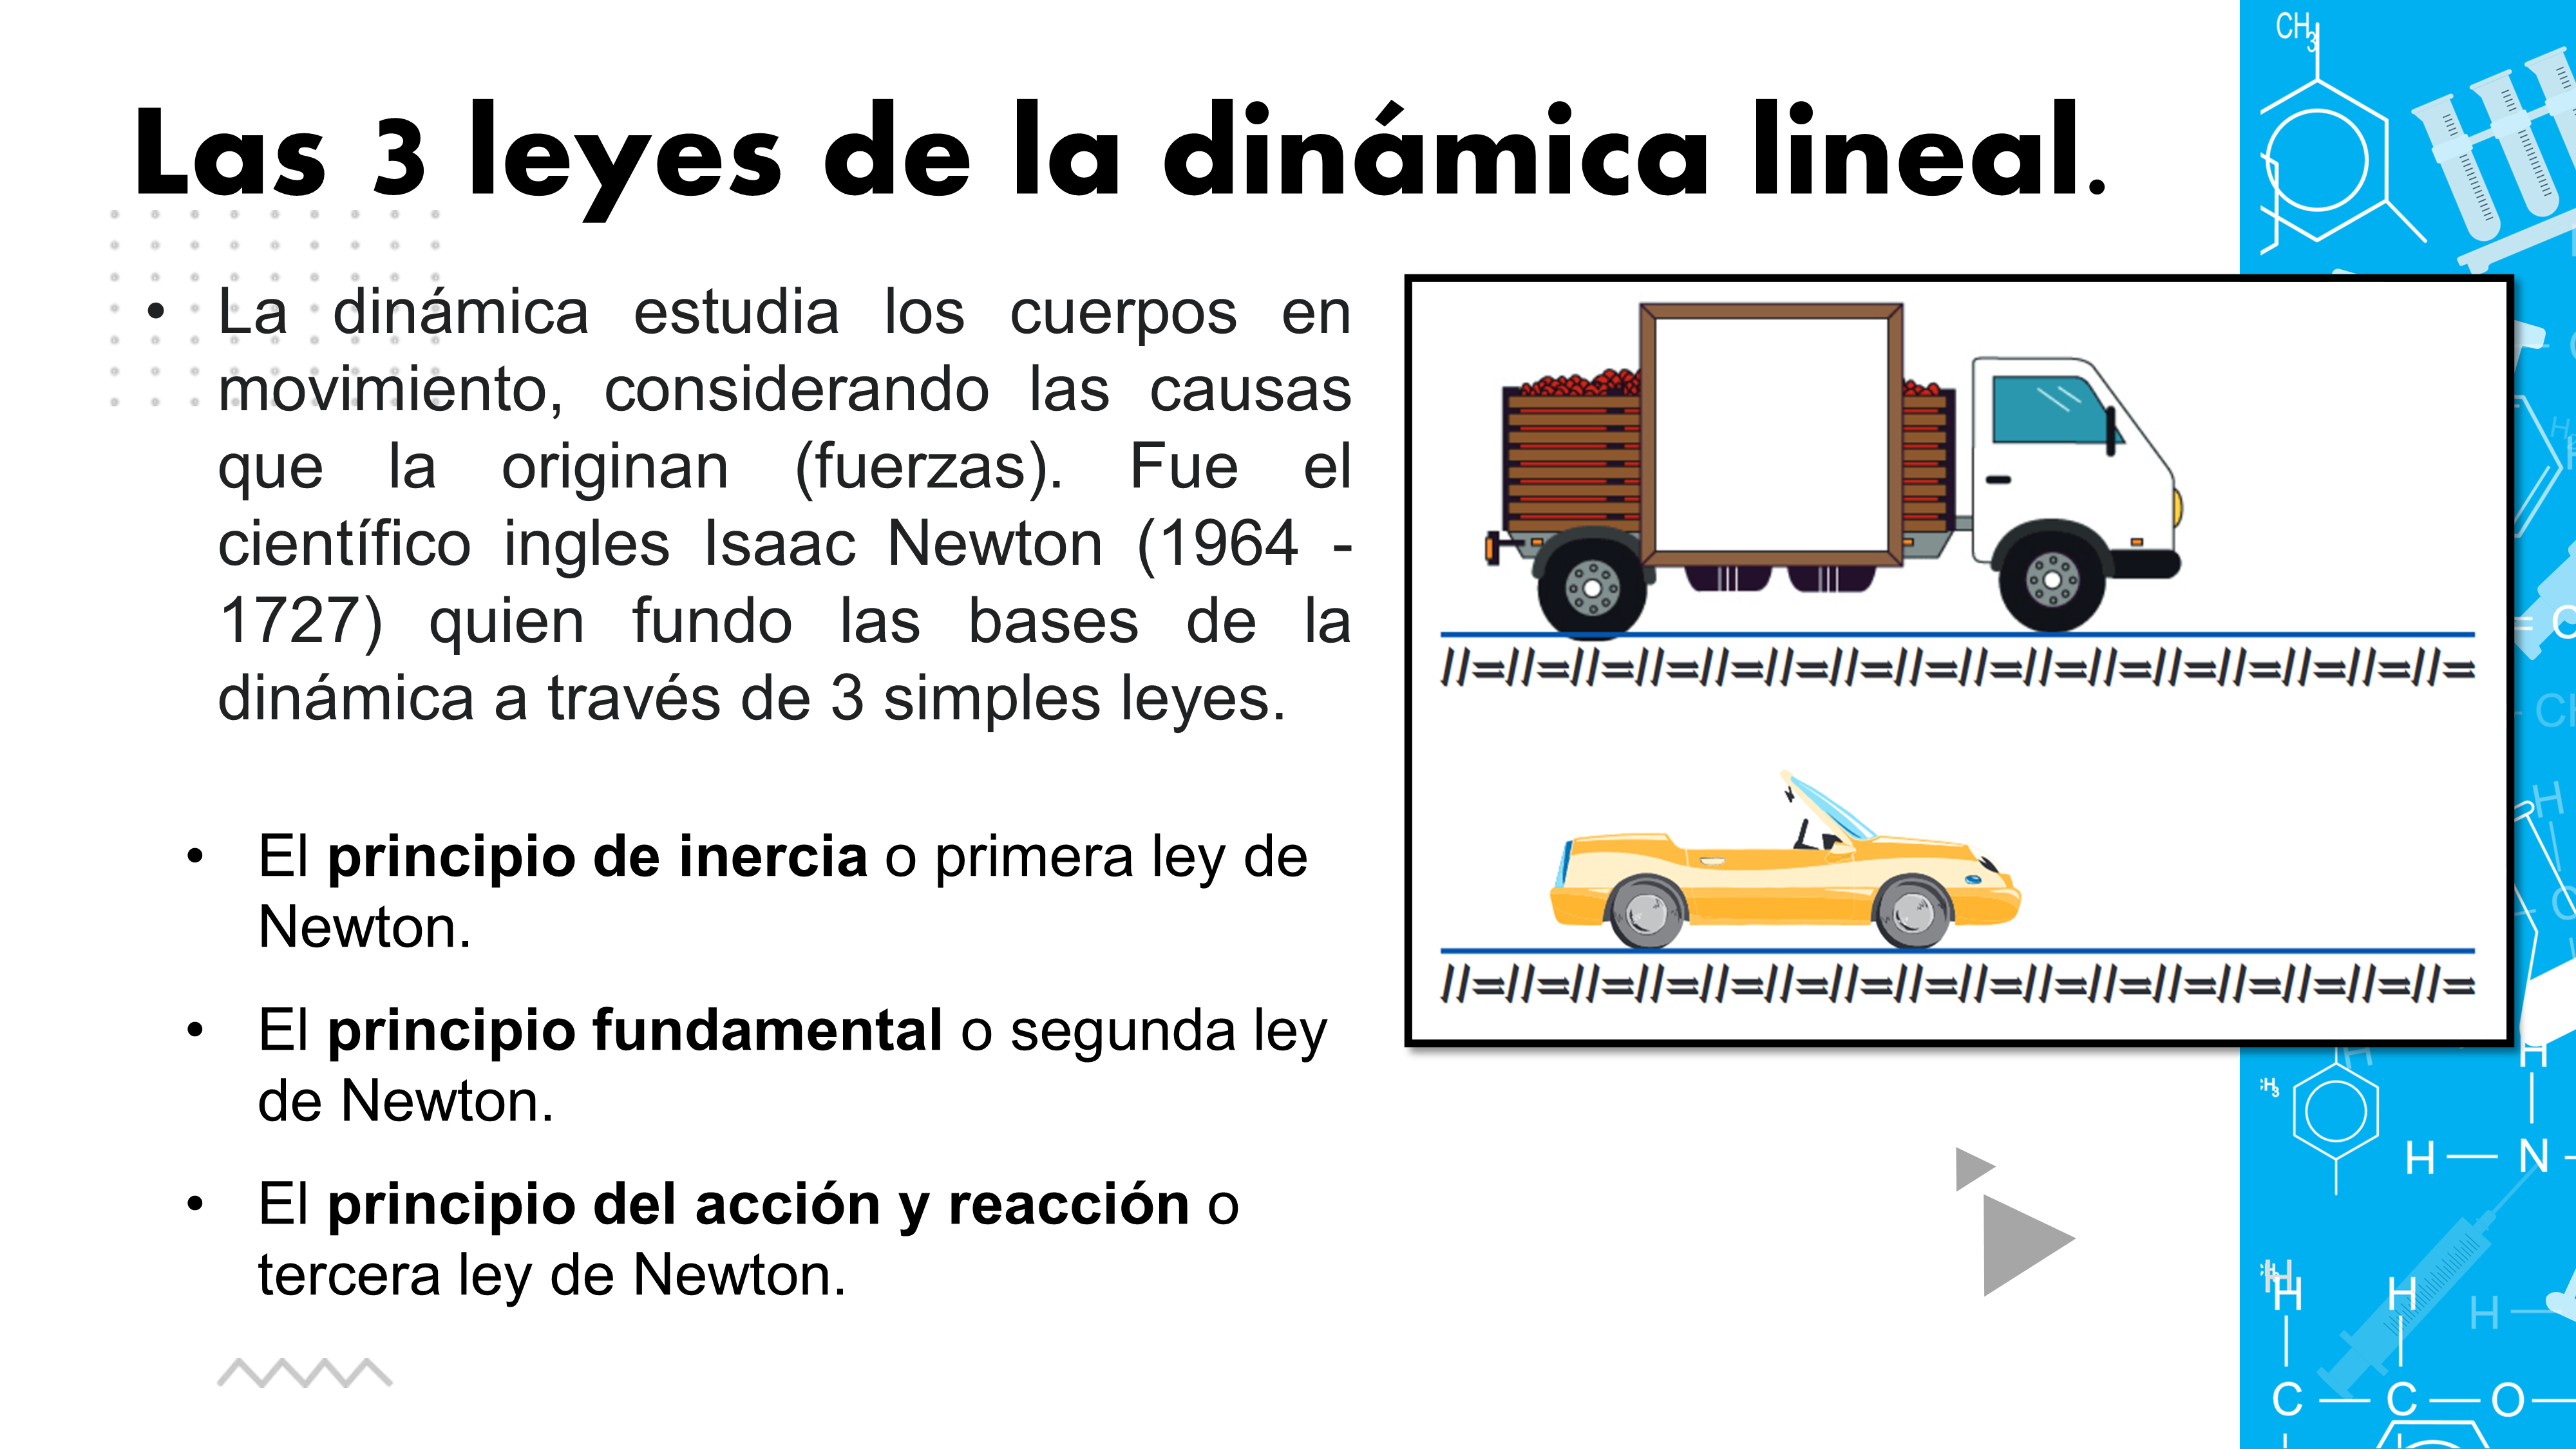 Las 3 leyes de la dinámica lineal.
• La dinámica estudia los cuerpos en
movimiento, considerando las causas
que la originan (fuerzas). Fue el
científico ingles Isaac Newton (1964 -
1727) quien fundo las bases de la
dinámica a través de 3 simples leyes.
• El principio de inercia o primera ley de
Newton.
• El principio fundamental o segunda ley
de Newton.
• El principio del acción y reacción o
tercera ley de Newton.
CH3
H
H — N
H
H
H
C — C — O